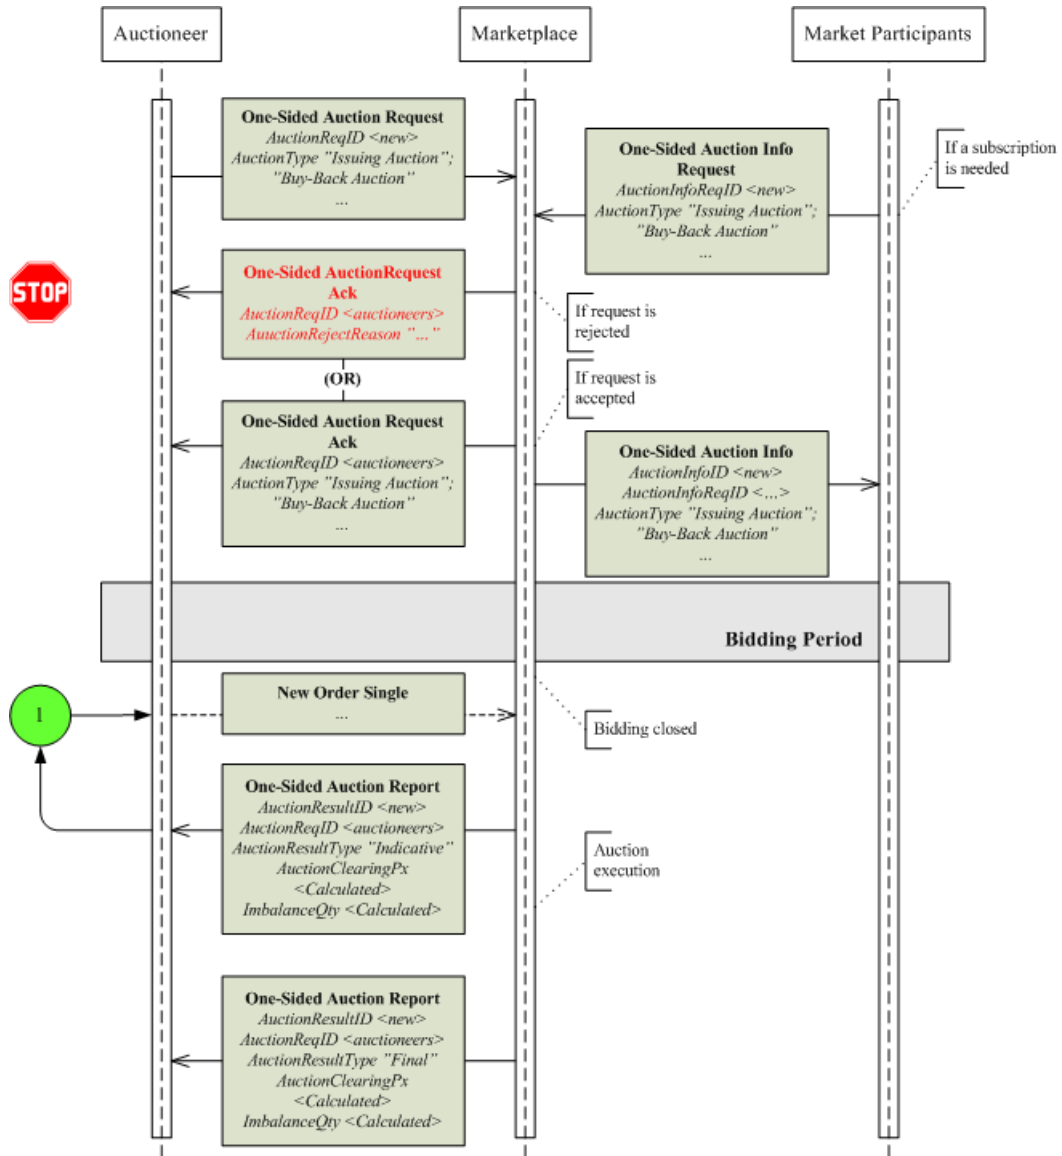 Auctioneer
Marketplace
Market Participants
One-Sided Auction Request
AuctionReqID <new>
AuctionType "Issuing Auction";
"Buy-Back Auction"
...
One-Sided Auction Info
Request
AuctionInfoReqID <new>
AuctionType "Issuing Auction";
"Buy-Back Auction"
...
If a subscription
is needed
STOP
One-Sided AuctionRequest
Ack
AuctionReqID <auctioneers>
AuuctionRejectReason "..."
If request is
rejected
(OR)
If request is
accepted
One-Sided Auction Request
Ack
AuctionReqID <auctioneers>
AuctionType "Issuing Auction";
"Buy-Back Auction"
...
One-Sided Auction Info
AuctionInfoID <new>
AuctionInfoReqID <...>
AuctionType "Issuing Auction";
"Buy-Back Auction"
...
Bidding Period
1
New Order Single
...
Bidding closed
One-Sided Auction Report
AuctionResultID <new>
AuctionReqID <auctioneers>
AuctionResultType "Indicative"
AuctionClearingPx
<Calculated>
ImbalanceQty <Calculated>
Auction
execution
One-Sided Auction Report
AuctionResultID <new>
AuctionReqID <auctioneers>
AuctionResultType "Final"
AuctionClearingPx
<Calculated>
ImbalanceQty <Calculated>